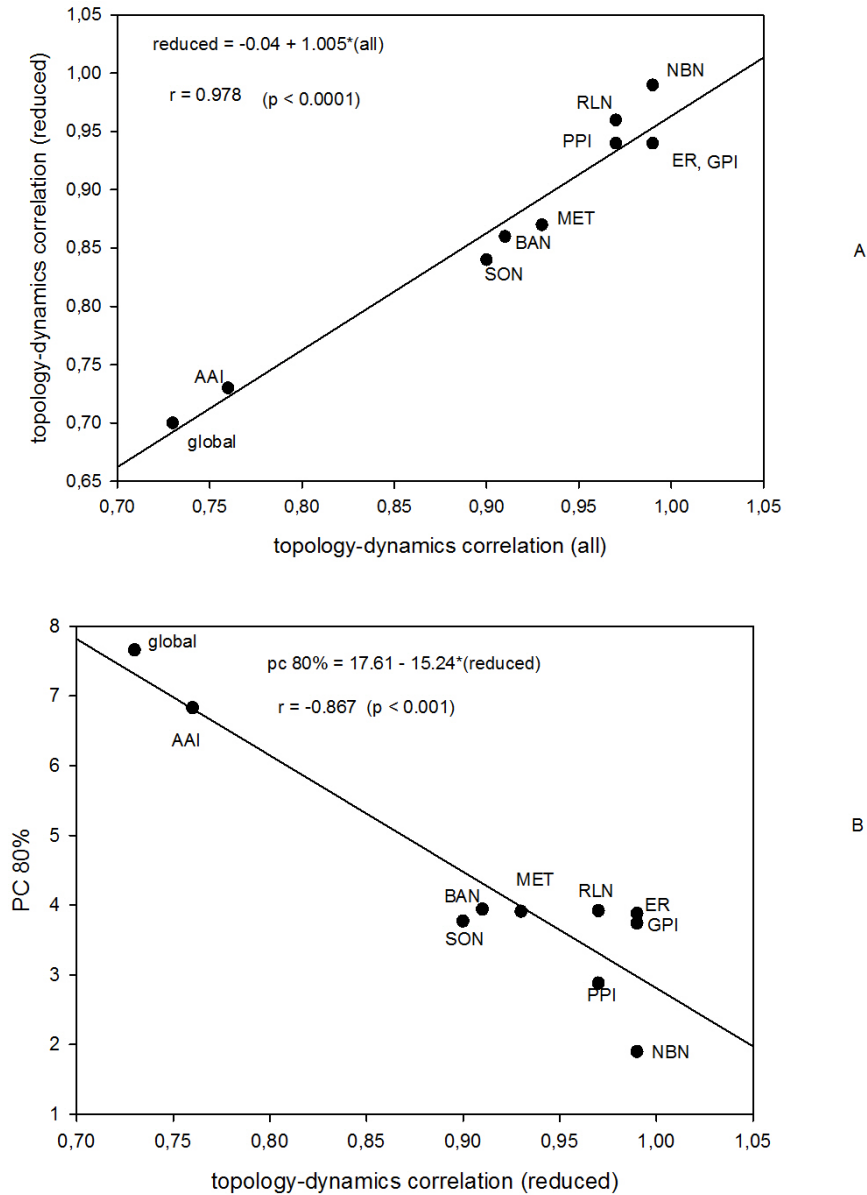 reduced = -0.04 + 1.005*(all)
r = 0.978 (p < 0.0001)
topology-dynamics correlation (reduced)
1,00
0,95
0,90
0,85
0,80
0,75
0,70
0,65
NBN
RLN
PPI
ER, GPI
MET
BAN
SON
AAI
global
A
0,70 0,75 0,80 0,85 0,90 0,95 1,00 1,05
topology-dynamics correlation (all)
8
7
6
5
4
3
2
1
PC 80%
global
pc 80% = 17.61 - 15.24*(reduced)
r = -0.867 (p < 0.001)
AAI
BAN
SON
MET
RLN
ER
GPI
PPI
NBN
B
0,70 0,75 0,80 0,85 0,90 0,95 1,00 1,05
topology-dynamics correlation (reduced)